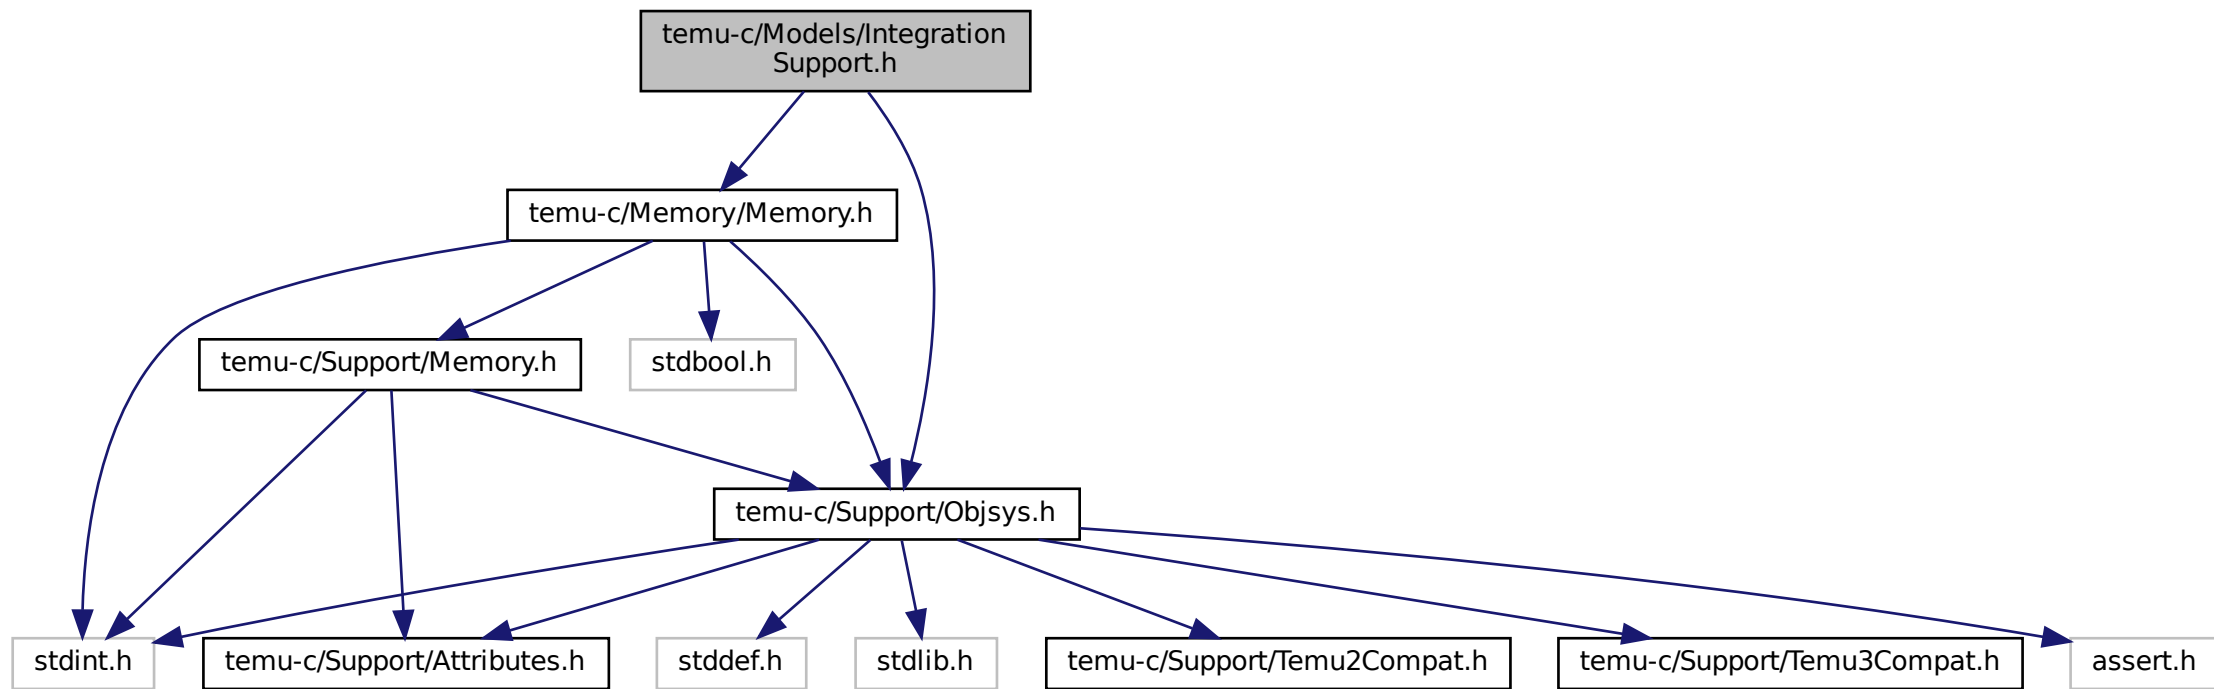 temu-c/Models/Integration
Support.h
temu-c/Memory/Memory.h
temu-c/Support/Memory.h
stdbool.h
temu-c/Support/Objsys.h
stdint.h
temu-c/Support/Attributes.h
stddef.h
stdlib.h
temu-c/Support/Temu2Compat.h
temu-c/Support/Temu3Compat.h
assert.h